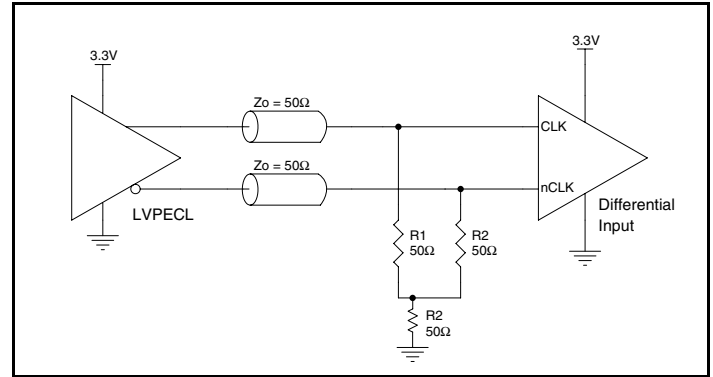 3.3V
3.3V
Zo = 50Ω
CLK
Zo = 50Ω
nCLK
LVPECL
Differential
Input
R1
50Ω
R2
50Ω
R2
50Ω